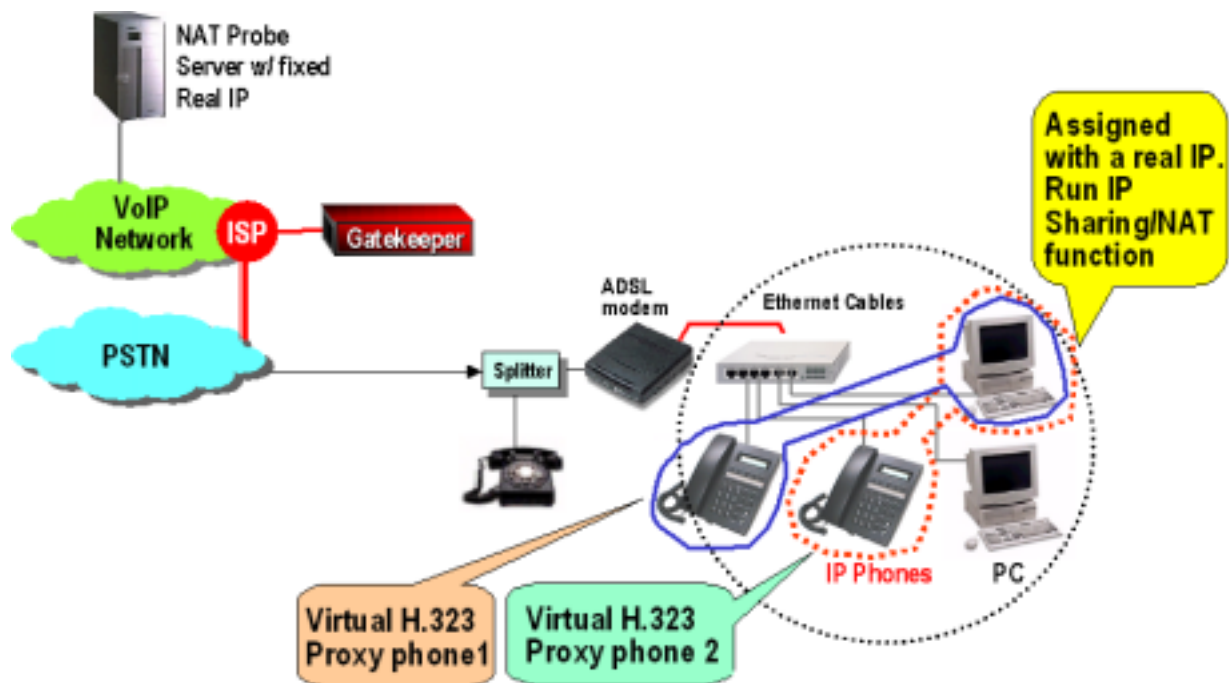 NAT Probe
Server w/ fixed
Real IP
VoIP
Network
ISP
Gatekeeper
PSTN
Splitter
ADSL
modem
Ethernet Cables
Assigned
with a real IP.
Run IP
Sharing/NAT
function
IP Phones
PC
Virtual H.323
Proxy phone1
Virtual H.323
Proxy phone 2